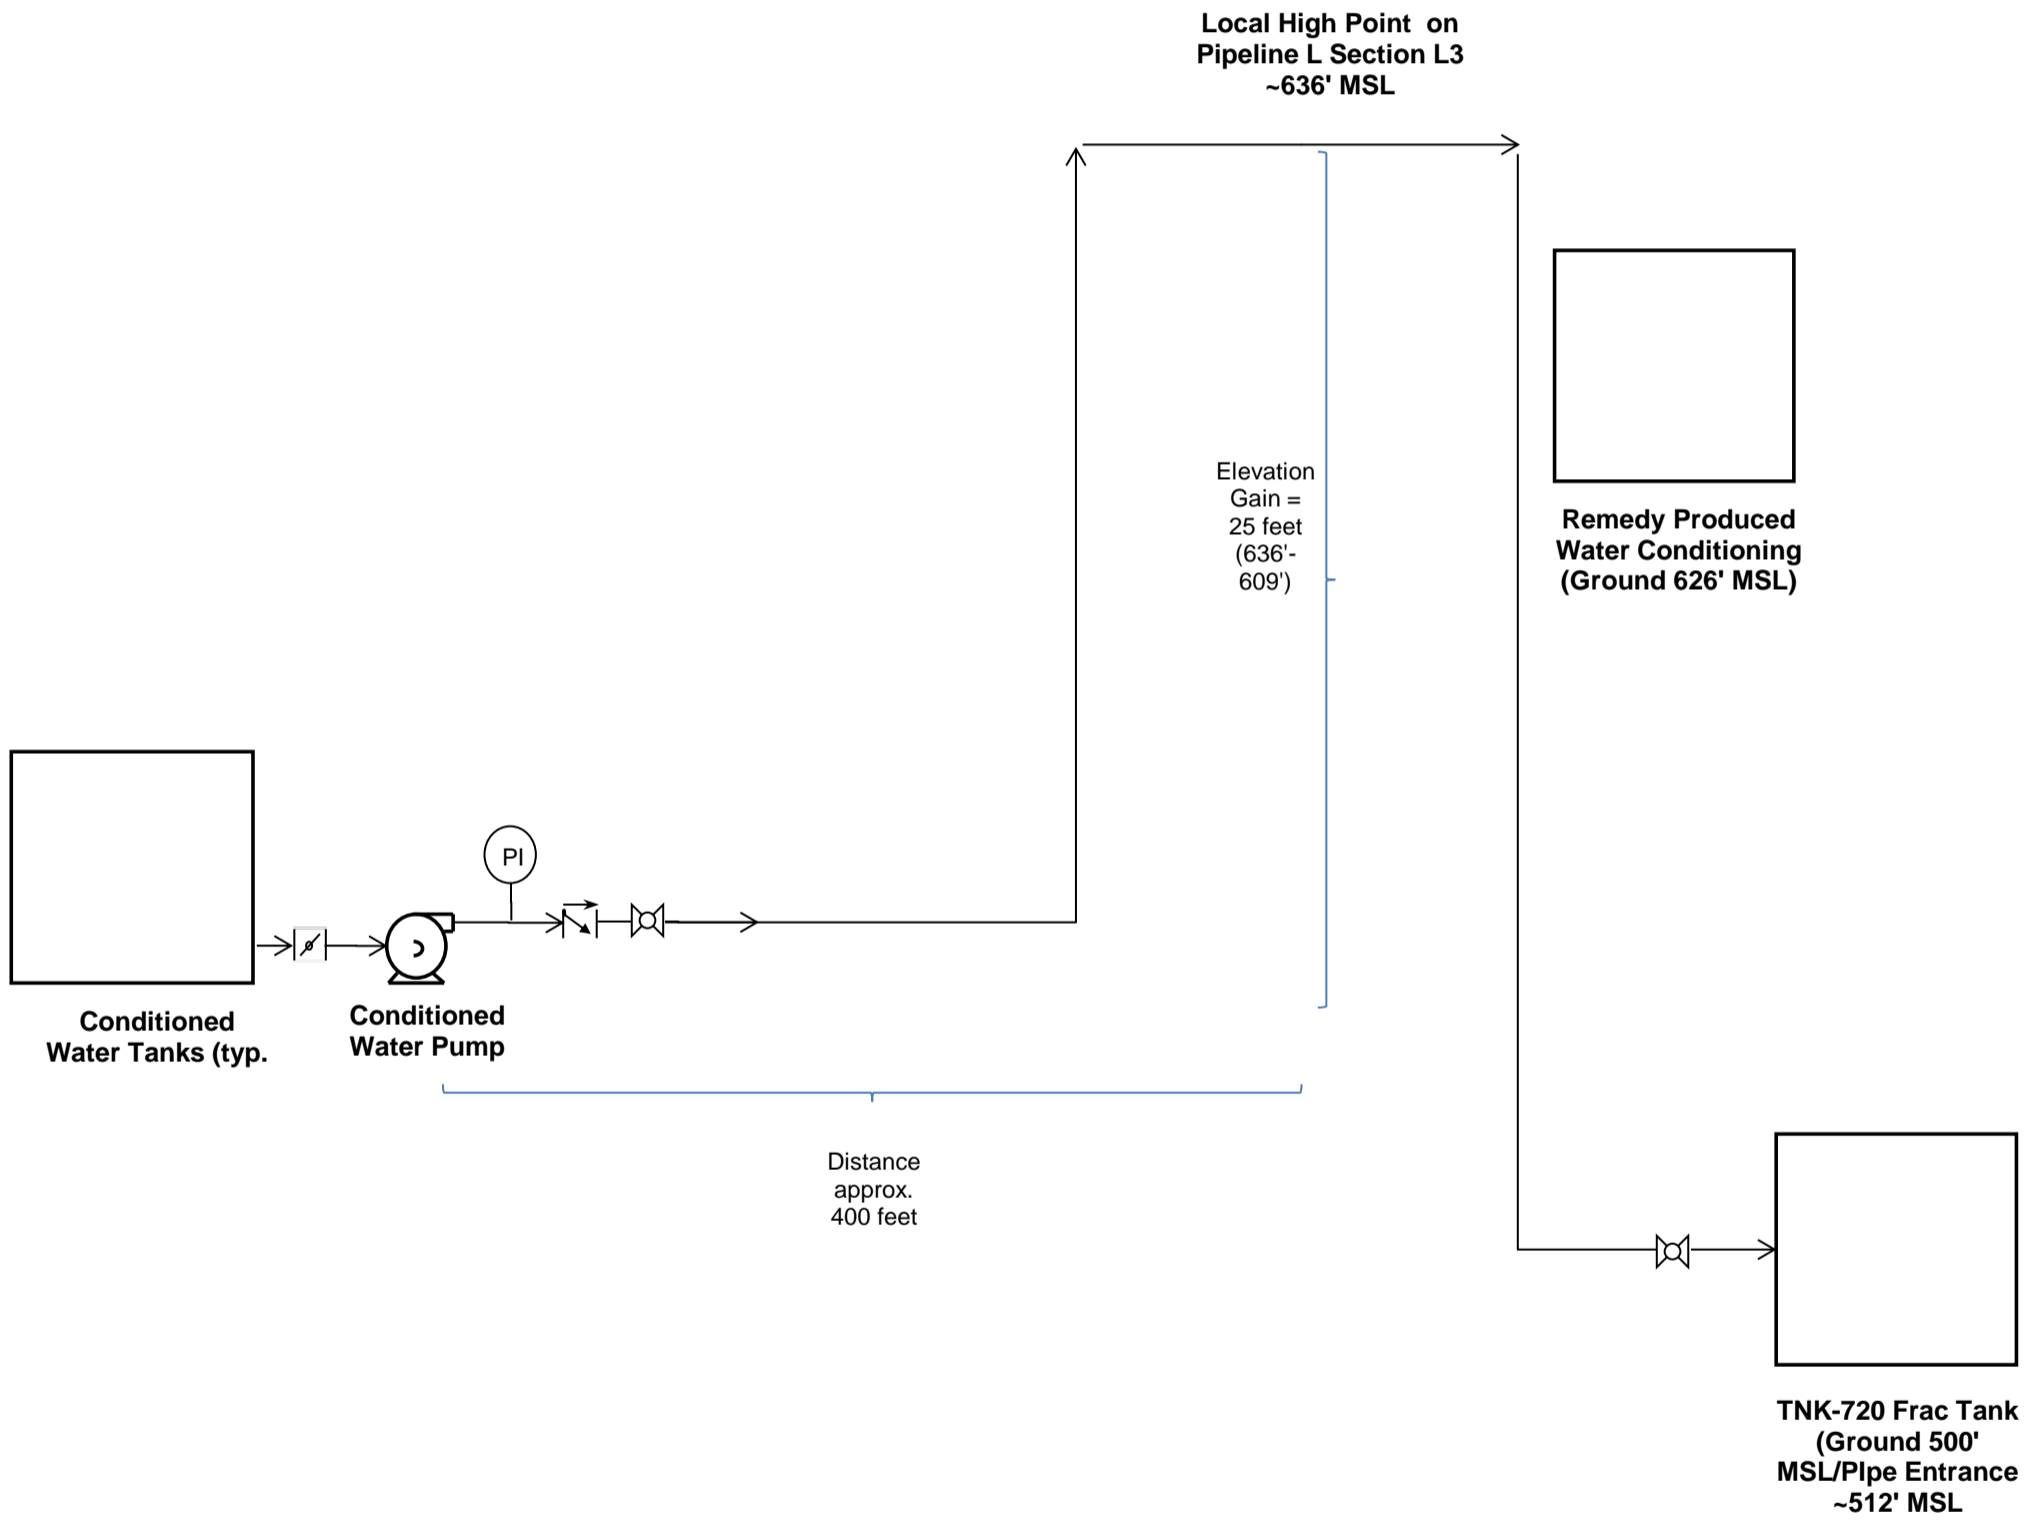 Local High Point on
Pipeline L Section L3
~636' MSL
Elevation
Gain =
25 feet
(636'-
609')
Remedy Produced
Water Conditioning
(Ground 626' MSL)
PI
Conditioned
Water Tanks (typ.
Conditioned
Water Pump
Distance
approx.
400 feet
TNK-720 Frac Tank
(Ground 500'
MSL/PIpe Entrance
~512' MSL